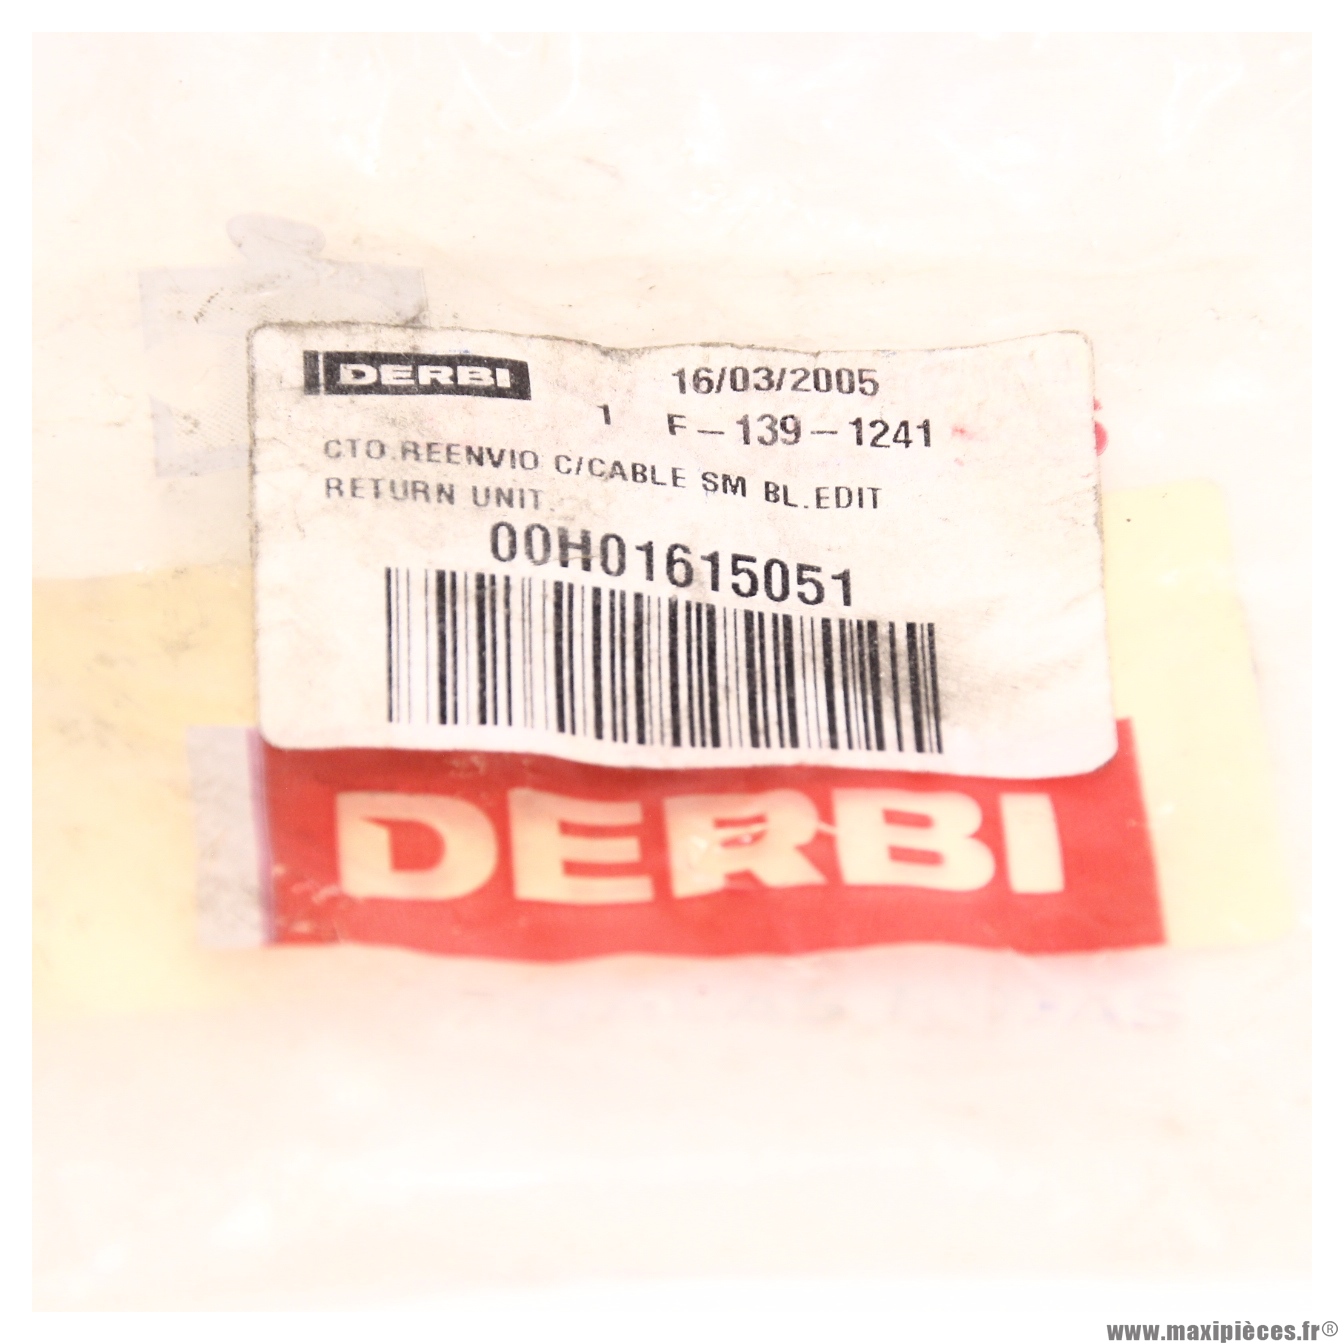 DERBI 16/03/2005
1 F-139-1241
CTO.REENVIO C/CABLE SM BL.EDIT
RETURN UNIT.
00H01615051
DERBI
www.maxipièces.fr®